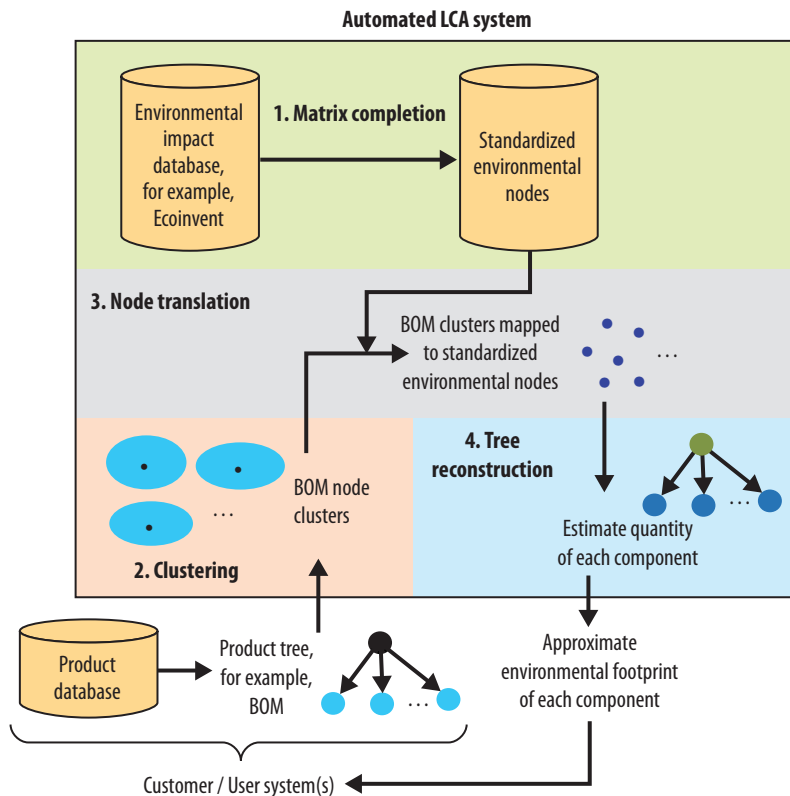 Automated LCA system
Environmental
impact
database,
for example,
Ecoinvent
1. Matrix completion
Standardized
environmental
nodes
3. Node translation
BOM clusters mapped
to standardized
environmental nodes
...
4. Tree
reconstruction
...
Estimate quantity
of each component
...
BOM node
clusters
2. Clustering
Product
database
Product tree,
for example,
BOM
...
Approximate
environmental footprint
of each component
Customer / User system(s)